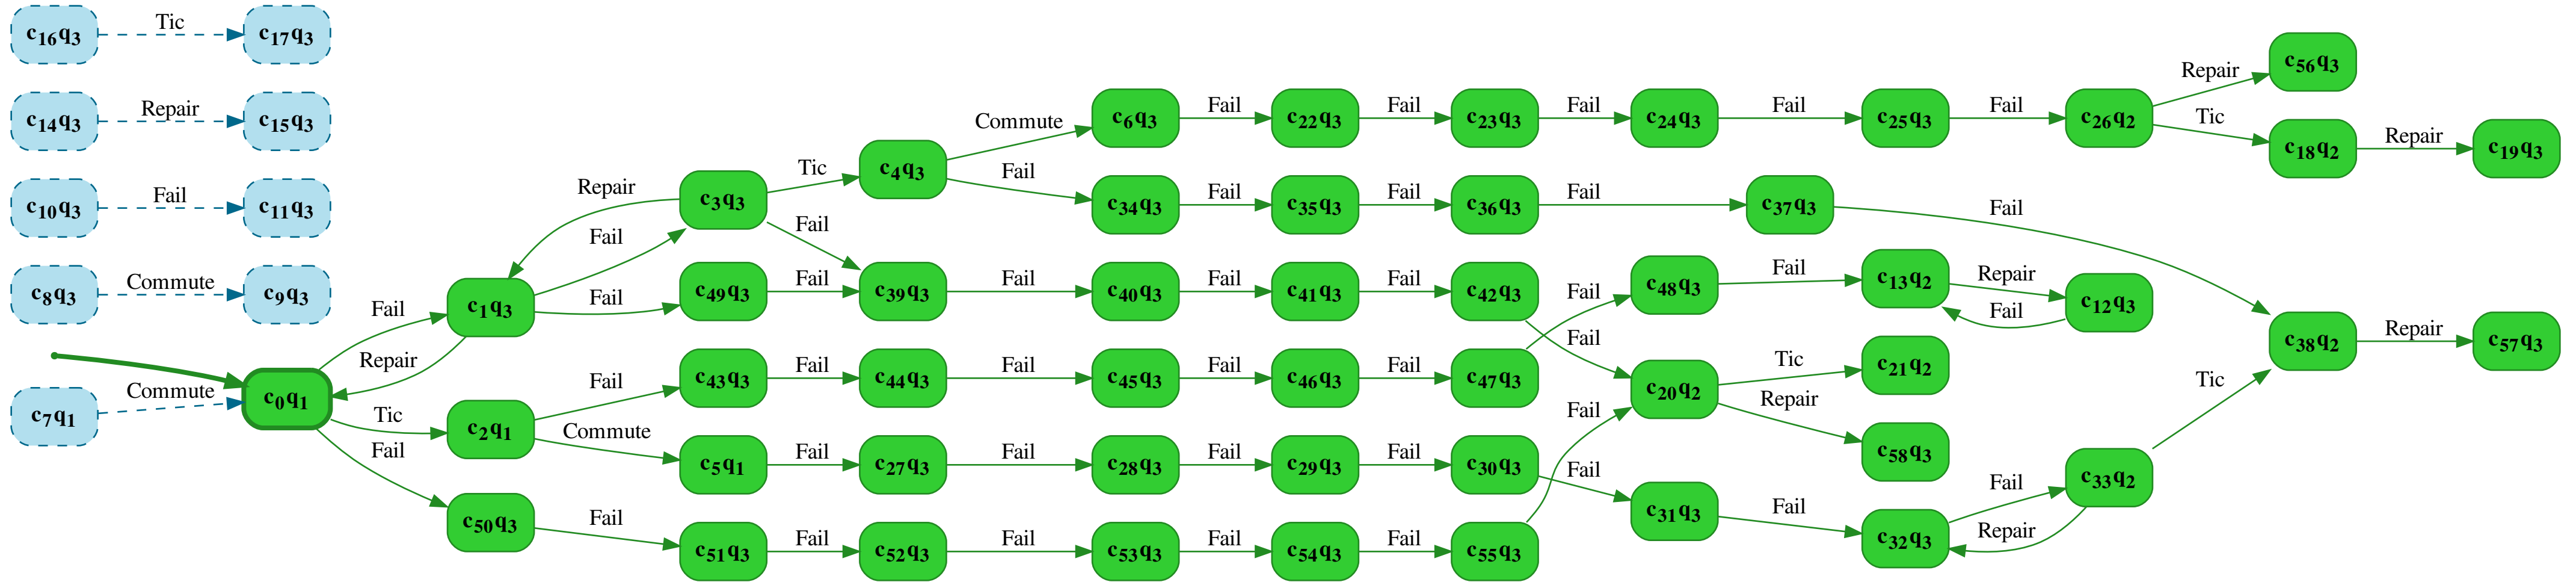 c16q3 Tic c17q3
c14q3 Repair c15q3
c10q3 Fail c11q3
c8q3 Commute c9q3
c7q1 Commute c0q1
Fail
Repair
Tic
Fail
c1q3
c2q1
c50q3
Repair
Fail
Fail
Fail
Commute
Fail
c3q3
c49q3
c43q3
c5q1
c51q3
Tic
Fail
Fail
Fail
Fail
Fail
c4q3
c39q3
c44q3
c27q3
c52q3
Commute
Fail
Fail
Fail
Fail
Fail
c6q3
c34q3
c40q3
c45q3
c28q3
c53q3
Fail
Fail
Fail
Fail
Fail
Fail
c22q3
c35q3
c41q3
c46q3
c29q3
c54q3
Fail
Fail
Fail
Fail
Fail
Fail
c23q3
c36q3
c42q3
c47q3
c30q3
c55q3
Fail
Fail
Fail
Fail
Fail
Fail
c24q3
c48q3
c20q2
c31q3
Fail
c37q3
Fail
Tic
Repair
Fail
c25q3
c13q2
c21q2
c58q3
c32q3
Fail
Fail
Repair
Fail
Fail
Repair
c26q2
c12q3
c33q2
Repair
Tic
Tic
c56q3
c18q2
c38q2
Repair
Repair
c19q3
c57q3